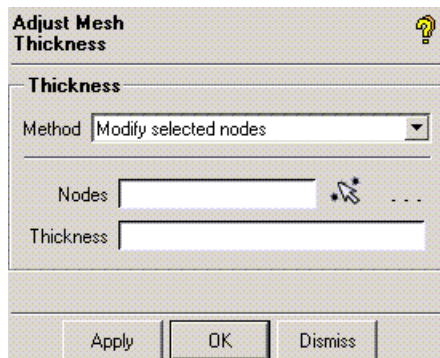 Adjust Mesh
Thickness
Thickness
Method Modify selected nodes
Nodes ...
Thickness
Apply OK Dismiss